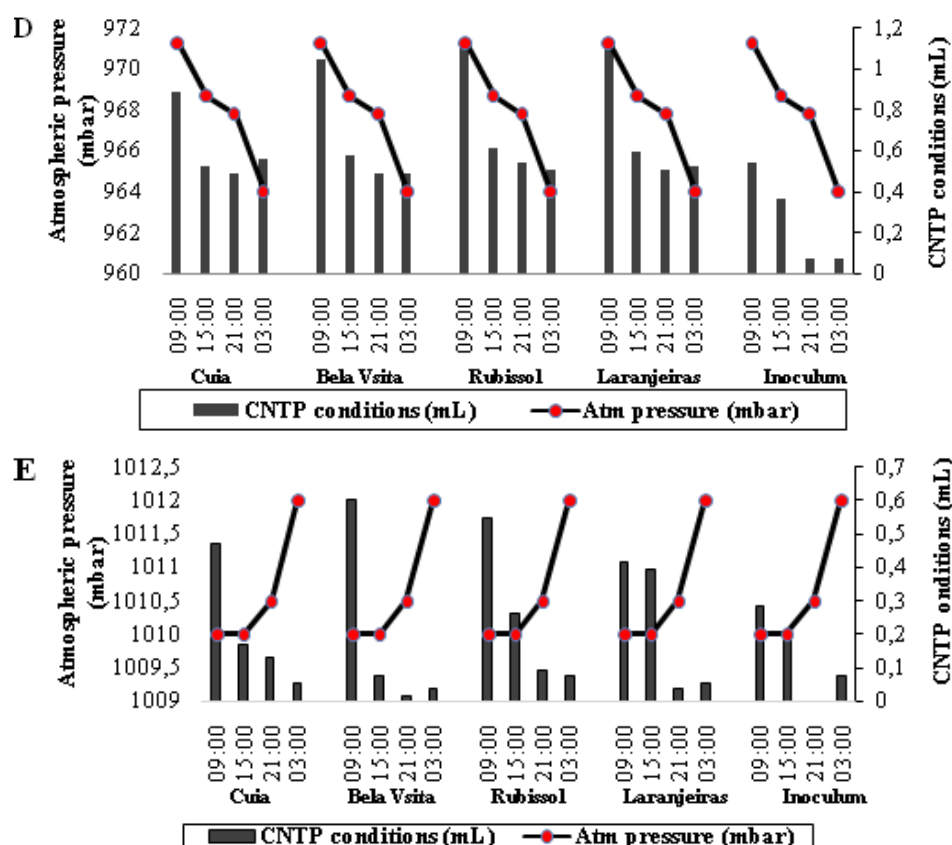 D
Atmospheric pressure
(mbar)
972
970
968
966
964
962
960
1,2
1
0,8
0,6
0,4
0,2
0
CNTP conditions (mL)
09:00 15:00 21:00 03:00 09:00 15:00 21:00 03:00 09:00 15:00 21:00 03:00 09:00 15:00 21:00 03:00 09:00 15:00 21:00 03:00
Cuia Bela Vsita Rubissol Laranjeiras Inoculum
CNTP conditions (mL) Atm pressure (mbar)
E
Atmospheric pressure
(mbar)
1012,5
1012
1011,5
1011
1010,5
1010
1009,5
1009
0,7
0,6
0,5
0,4
0,3
0,2
0,1
0
CNTP onditions (mL)
09:00 15:00 21:00 03:00 09:00 15:00 21:00 03:00 09:00 15:00 21:00 03:00 09:00 15:00 21:00 03:00 09:00 15:00 21:00 03:00
Cuia Bela Vsita Rubissol Laranjeiras Inoculum
CNTP conditions (mL) Atm pressure (mbar)